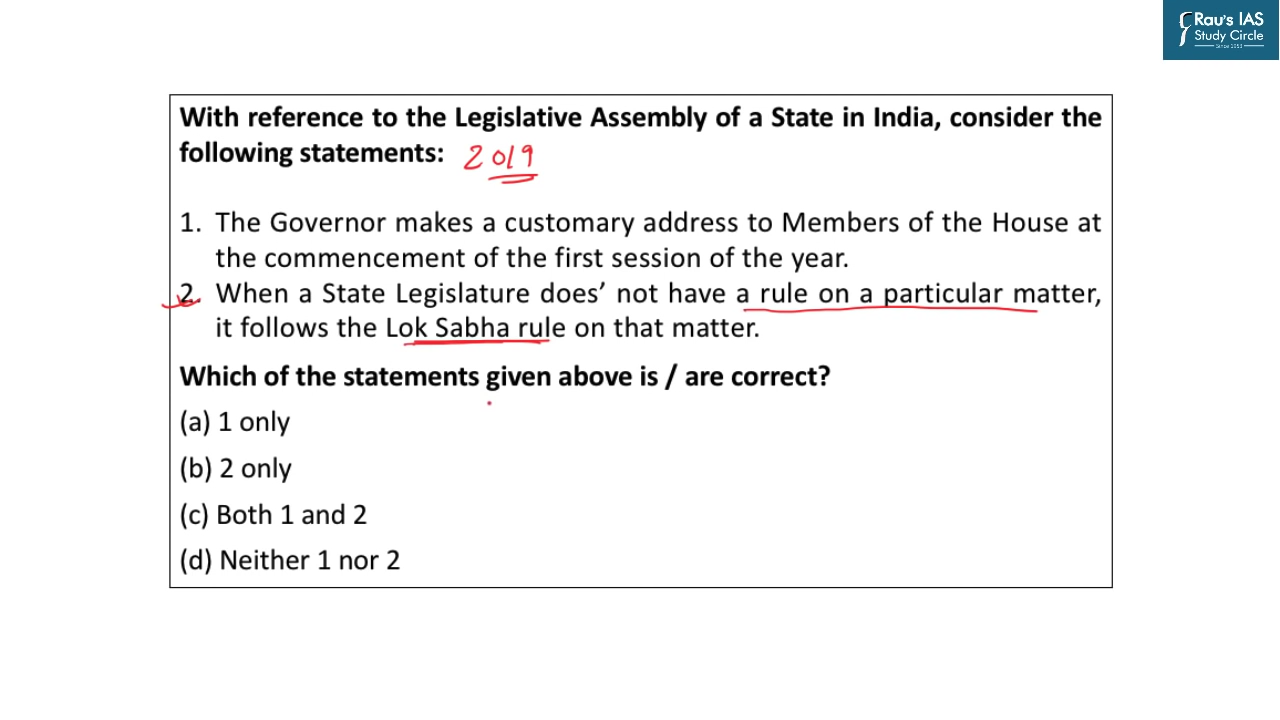 Rau's IAS
Study Circle
Since 1953
With reference to the Legislative Assembly of a State in India, consider the
following statements: 2019
1. The Governor makes a customary address to Members of the House at
the commencement of the first session of the year.
2. When a State Legislature does’ not have a rule on a particular matter,
it follows the Lok Sabha rule on that matter.
Which of the statements given above is / are correct?
(a) 1 only
(b) 2 only
(c) Both 1 and 2
(d) Neither 1 nor 2